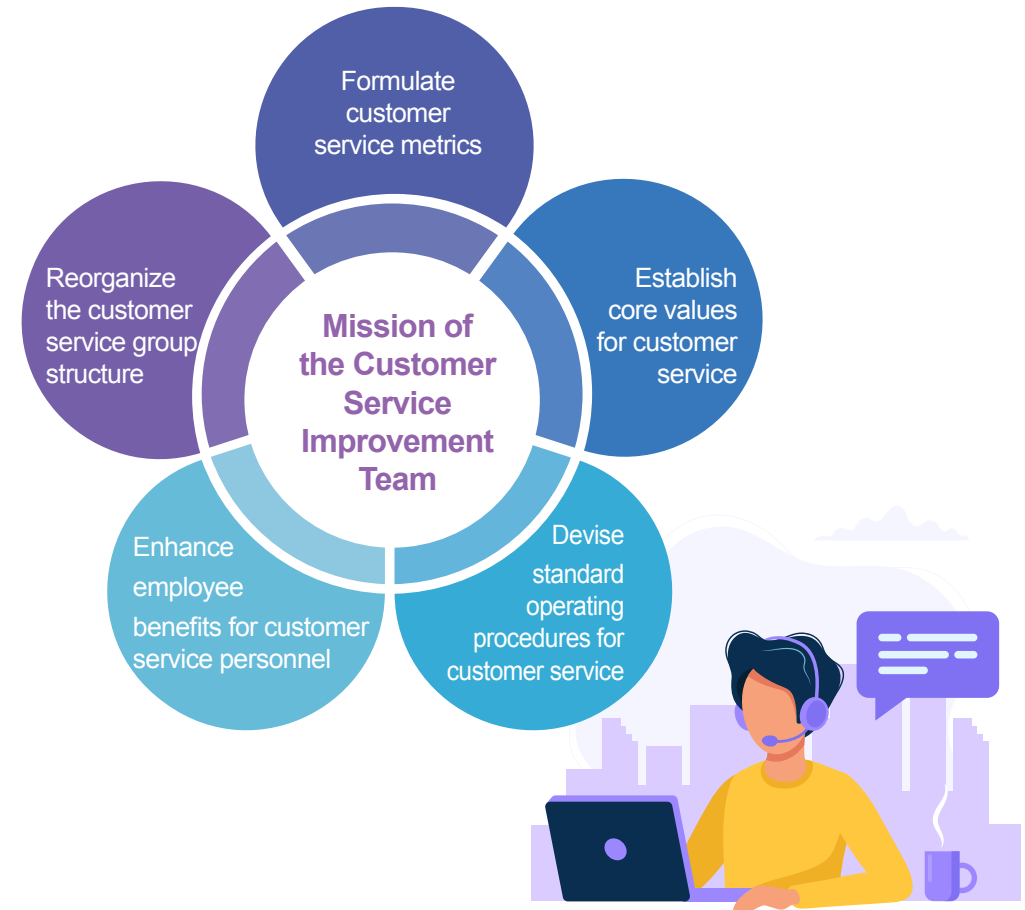 Formulate
customer
service metrics
Establish
core values
for customer
service
Devise
standard
operating
procedures for
customer service
Enhance
employee
benefits for customer
service personnel
Reorganize
the customer
service group
structure
Mission of
the Customer
Service
Improvement
Team